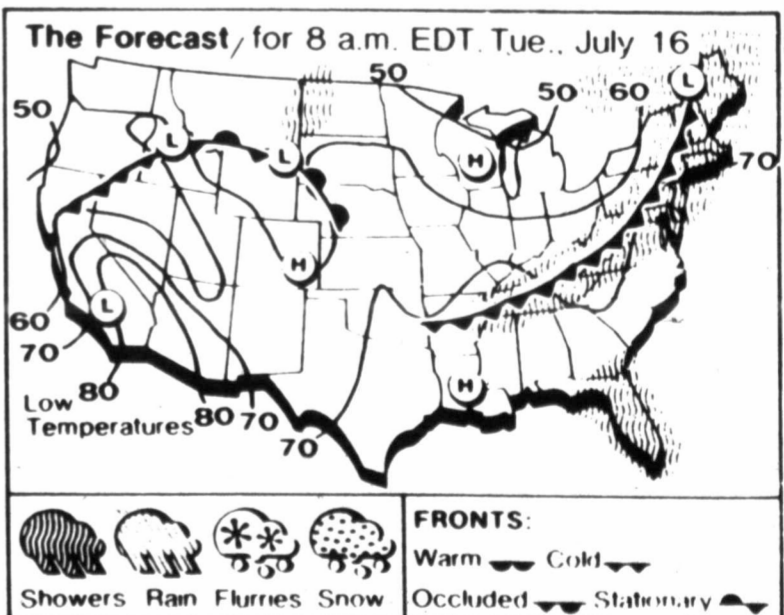 The Forecast/ for 8 a.m. EDT. Tue., July 16
50
50
50 60
L
L
L
H
70
H
L
60
70
80
H
80 70
70
Low
Temperatures
Showers Rain Flurries Snow
FRONTS:
Warm Cold
Occluded Stationary